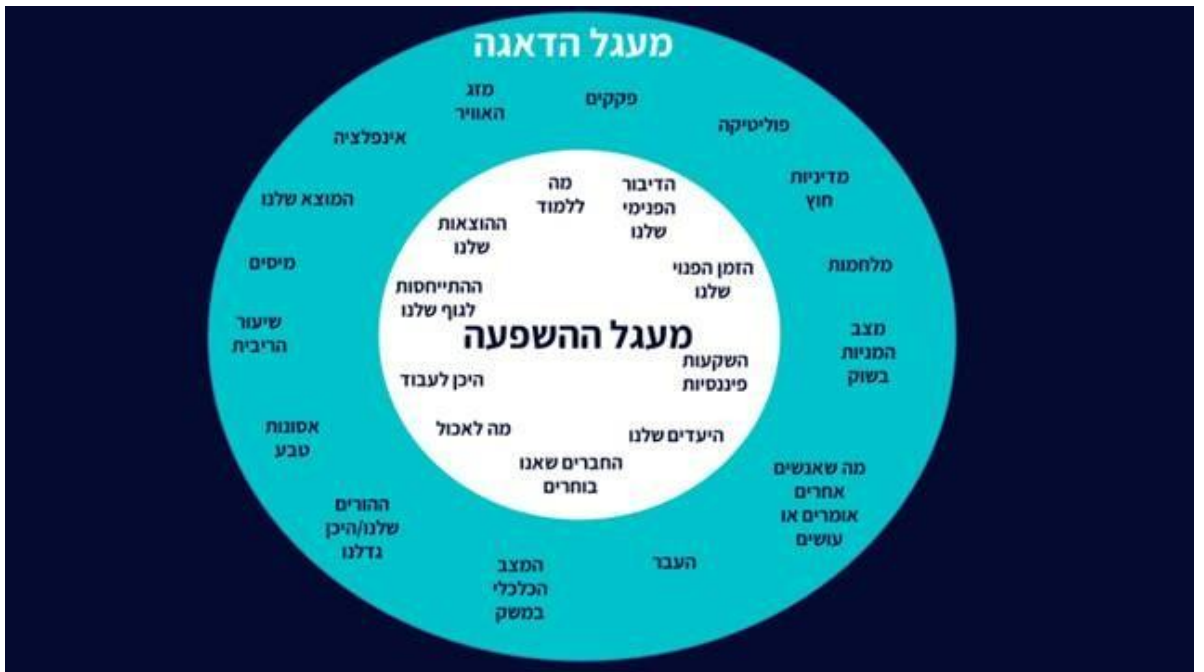 מעגל הדאגה
פקקים
פוליטיקה
מדיניות
חוץ
מלחמות
מצב
המניות
בשוק
מה שאנשים
אחרים
אומרים או
עושים
העבר
המצב
הכלכלי
במשק
ההורים
שלנו/היכן
גדלנו
אסונות
טבע
שיעור
הריבית
מיסים
המוצא שלנו
אינפלציה
מזג
האוויר
מעגל ההשפעה
הדיבור
הפנימי
שלנו
הזמן הפנוי
שלנו
השקעות
פיננסיות
היעדים שלנו
החברים שאנו
בוחרים
מה לאכול
היכן לעבוד
ההתייחסות
לגוף שלנו
ההוצאות
שלנו
מה
ללמוד